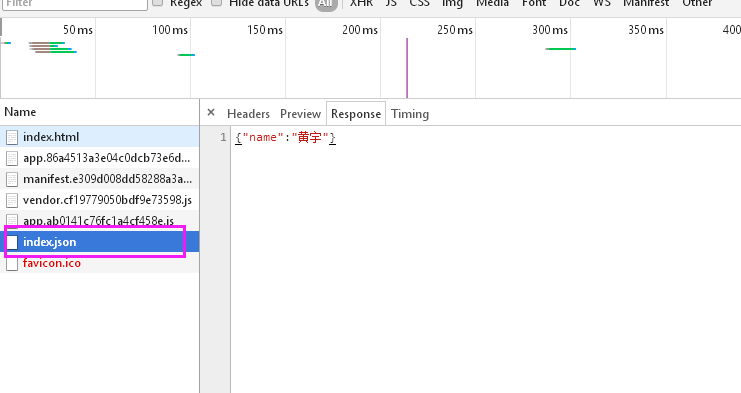 Filter Regex Hide data URLs All XHR JS CSS Img Media Font Doc WS Manifest Other
50 ms 100 ms 150 ms 200 ms 250 ms 300 ms 350 ms 400
Name × Headers Preview Response Timing
index.html 1 {"name":"黄宇"}
app.86a4513a3e04c0dcb73e6d...
manifest.e309d008dd58288a3a...
vendor.cf19779050bdf9e73598.js
app.ab0141c76fc1a4cf458e.js
index.json
favicon.ico